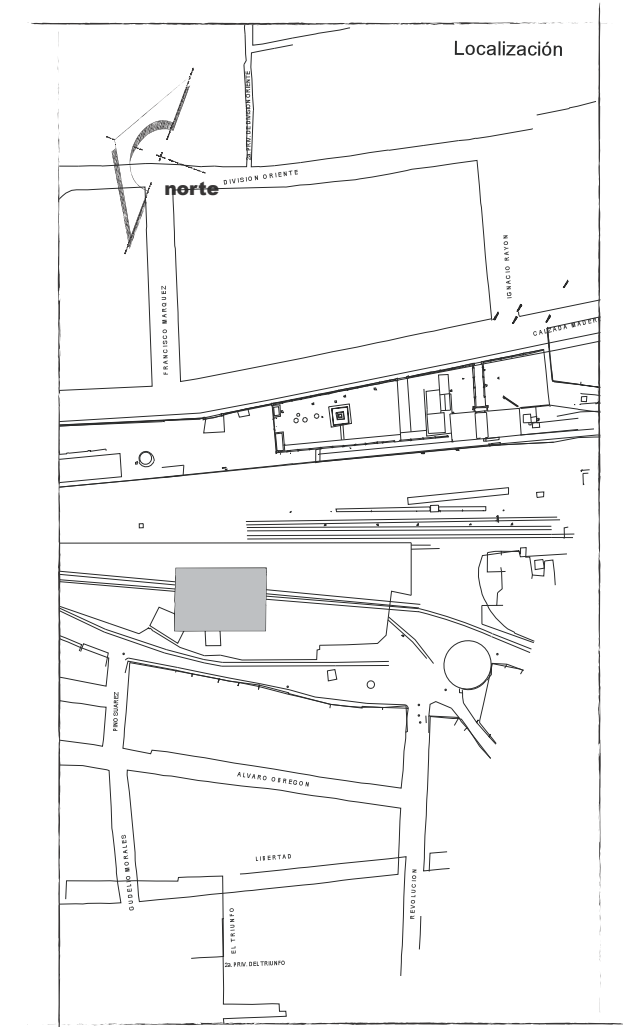 Localización
2a. PRIV. DE DIVISION ORIENTE
norte
DIVISION ORIENTE
IGNACIO RAYON
FRANCISCO MARQUEZ
CALZADA MADER
PINO SUAREZ
ALVARO OBREGON
GUDELIO MORALES
LIBERTAD
REVOLUCION
EL TRIUNFO
2a. PRIV. DEL TRIUNFO